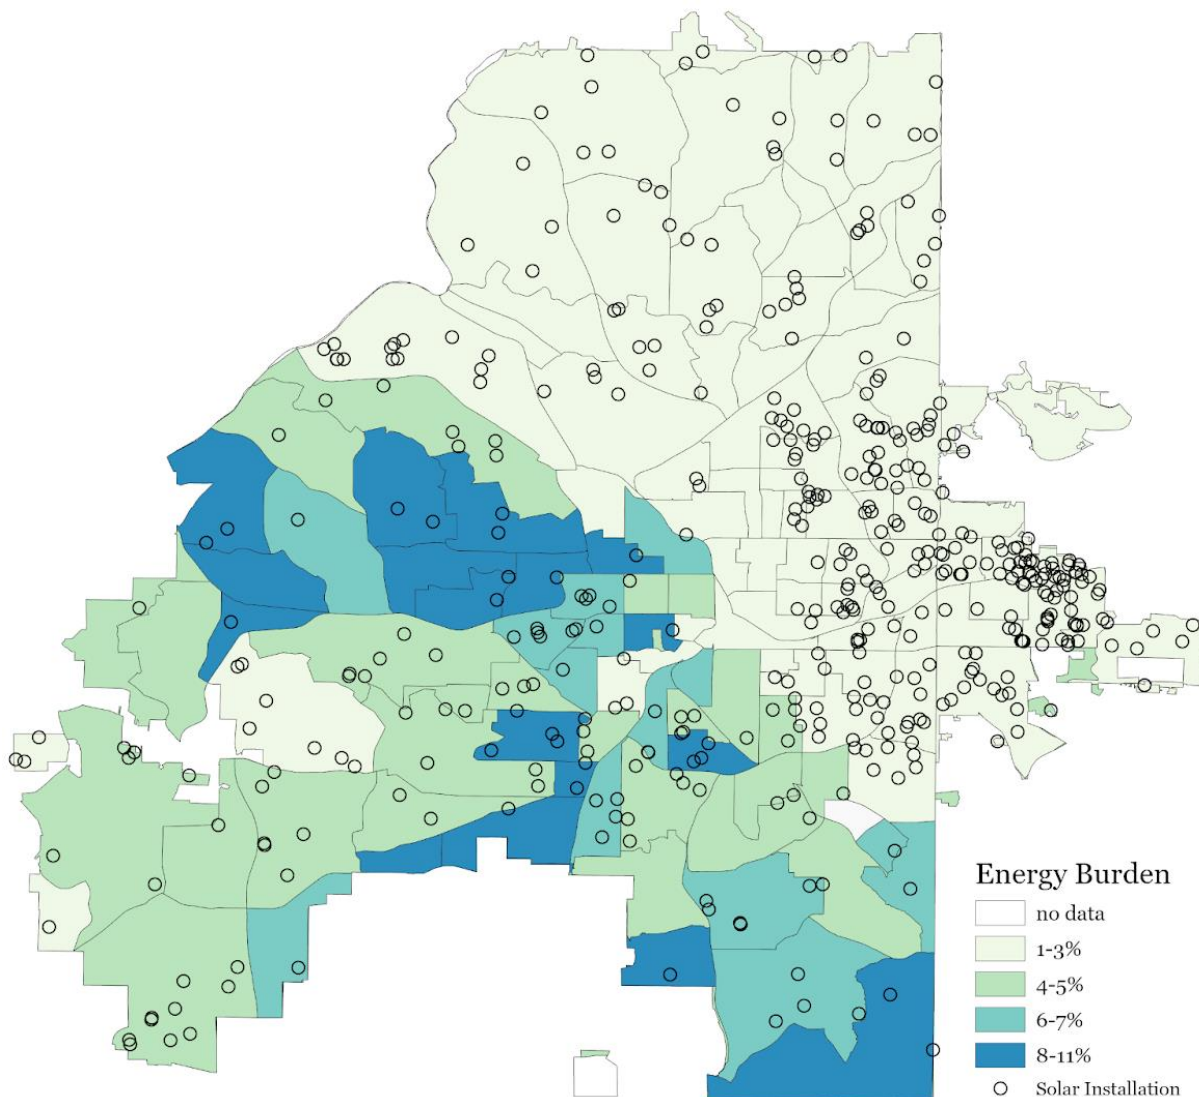 Energy Burden
no data
1-3%
4-5%
6-7%
8-11%
Solar Installation